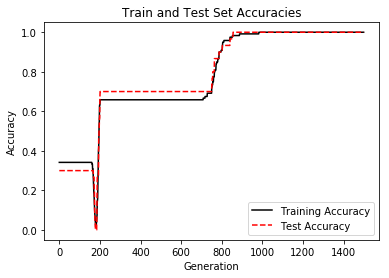 Train and Test Set Accuracies
1.0
0.8
0.6
0.4
0.2
0.0
Accuracy
0 200 400 600 800 1000 1200 1400
Generation
Training Accuracy
Test Accuracy